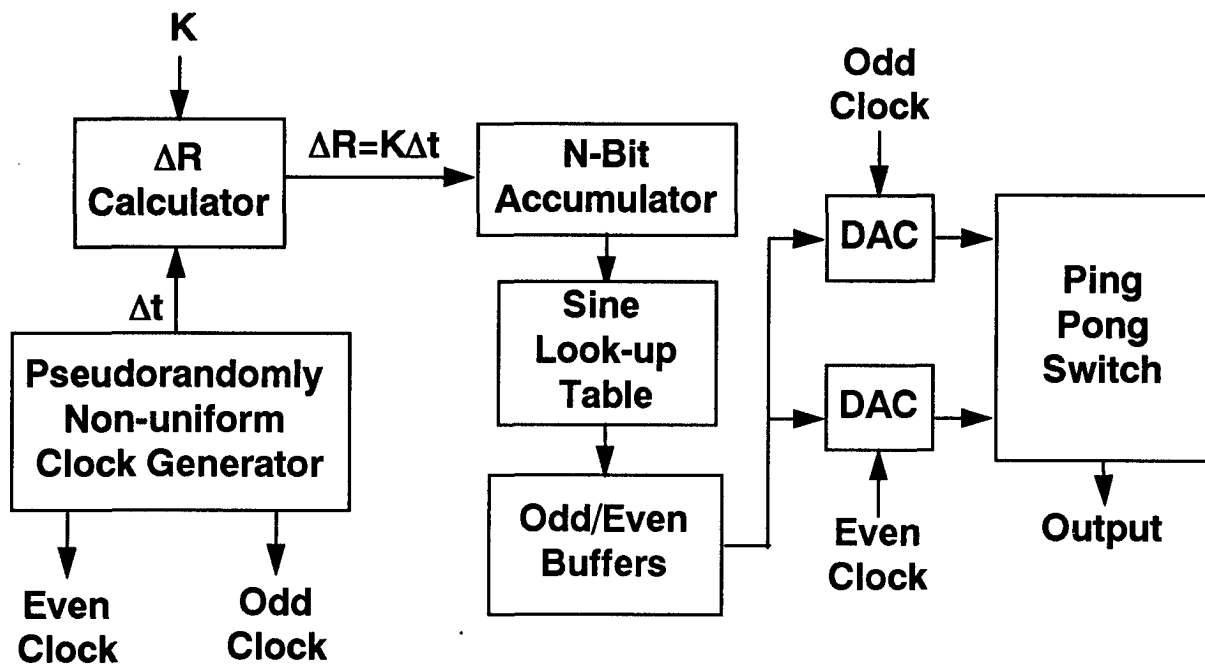 K
ΔR
Calculator
ΔR=KΔt
N-Bit
Accumulator
Odd
Clock
DAC
Ping
Pong
Switch
Δt
Sine
Look-up
Table
Pseudorandomly
Non-uniform
Clock Generator
DAC
Odd/Even
Buffers
Even
Clock
Output
Even
Clock
Odd
Clock